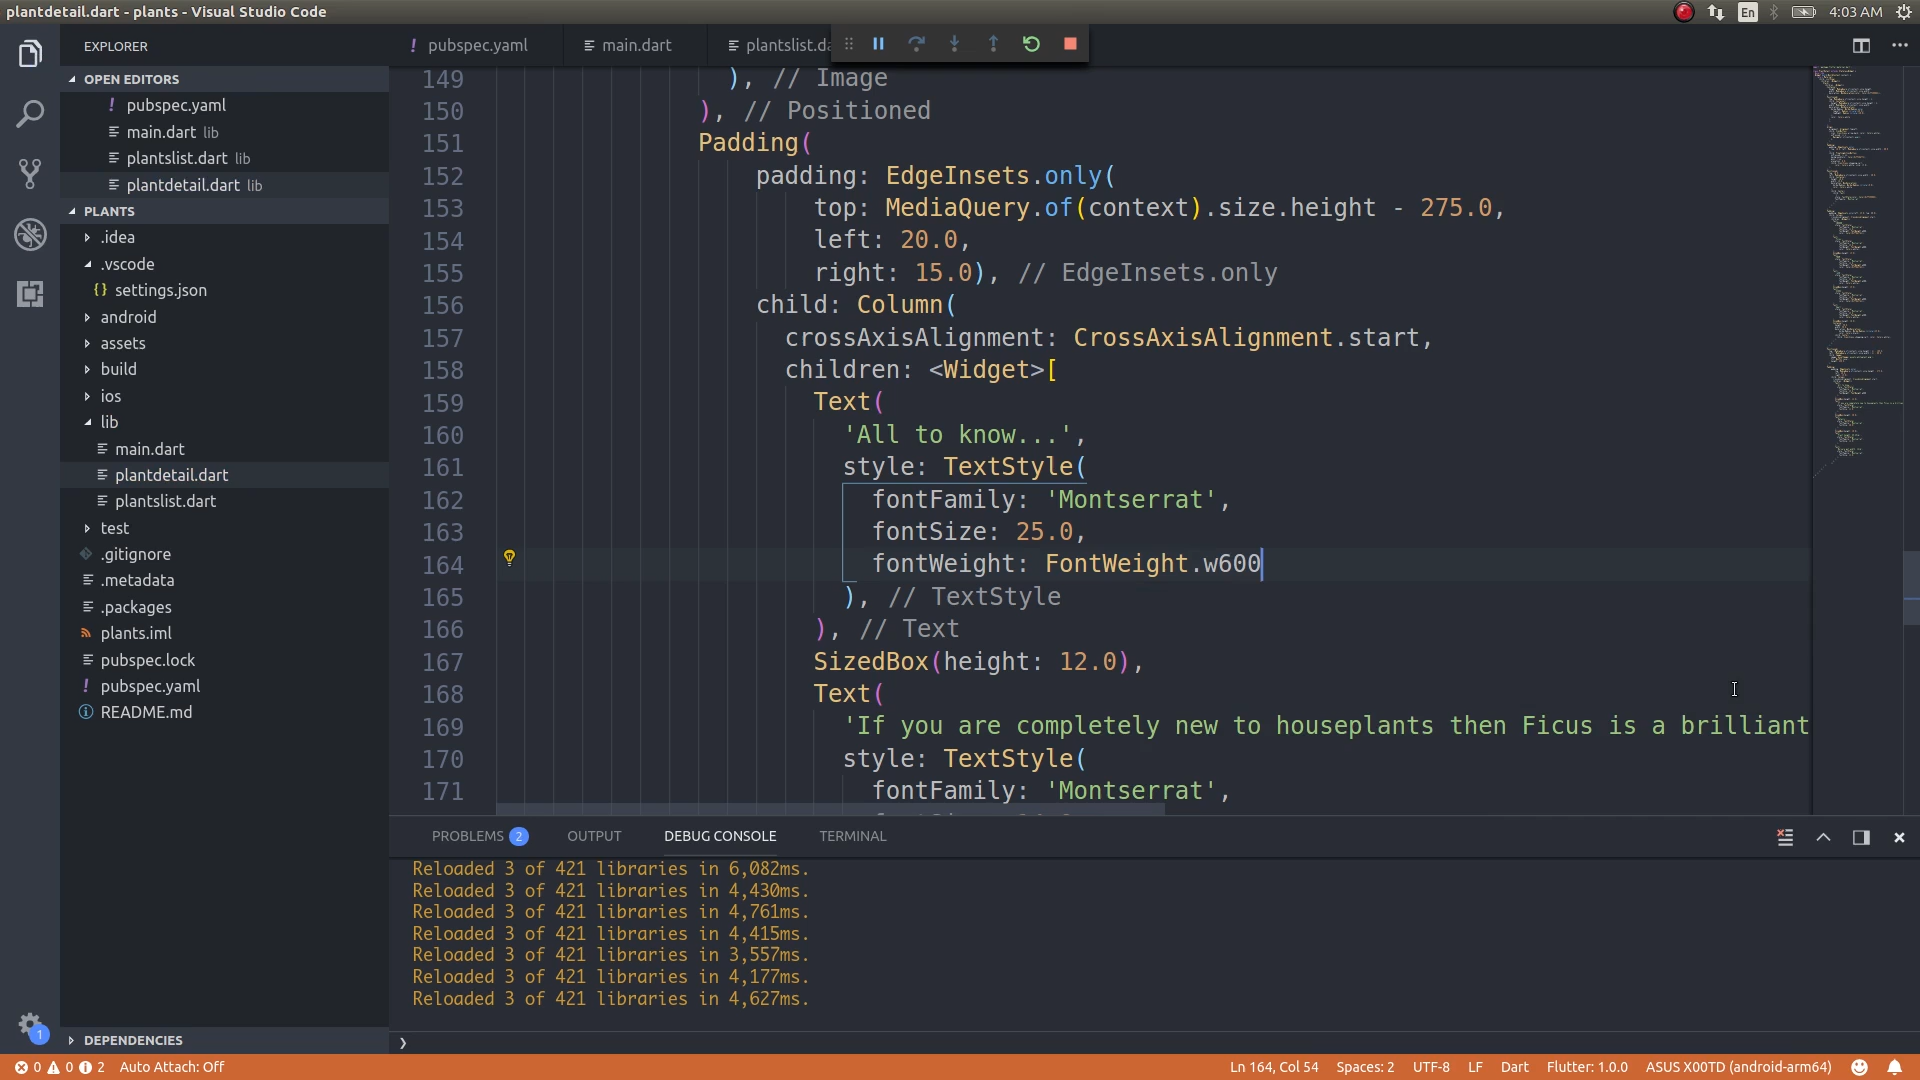 plantdetail.dart - plants - Visual Studio Code
En
4:03 AM
EXPLORER
OPEN EDITORS
! pubspec.yaml
main.dart lib
plantslist.dart lib
plantdetail.dart lib
PLANTS
.idea
.vscode
{} settings.json
android
assets
build
ios
lib
main.dart
plantdetail.dart
plantslist.dart
test
.gitignore
.metadata
.packages
plants.iml
pubspec.lock
! pubspec.yaml
README.md
DEPENDENCIES
1
! pubspec.yaml
main.dart
plantslist.da
149 ), // Image
150 ), // Positioned
151 Padding(
152 padding: EdgeInsets.only(
153 top: MediaQuery.of(context).size.height - 275.0,
154 left: 20.0,
155 right: 15.0), // EdgeInsets.only
156 child: Column(
157 crossAxisAlignment: CrossAxisAlignment.start,
158 children: <Widget>[
159 Text(
160 'All to know...',
161 style: TextStyle(
162 fontFamily: 'Montserrat',
163 fontSize: 25.0,
164 fontWeight: FontWeight.w600
165 ), // TextStyle
166 ), // Text
167 SizedBox(height: 12.0),
168 Text(
169 'If you are completely new to houseplants then Ficus is a brilliant
170 style: TextStyle(
171 fontFamily: 'Montserrat',
PROBLEMS 2
OUTPUT
DEBUG CONSOLE
TERMINAL
Reloaded 3 of 421 libraries in 6,082ms.
Reloaded 3 of 421 libraries in 4,430ms.
Reloaded 3 of 421 libraries in 4,761ms.
Reloaded 3 of 421 libraries in 4,415ms.
Reloaded 3 of 421 libraries in 3,557ms.
Reloaded 3 of 421 libraries in 4,177ms.
Reloaded 3 of 421 libraries in 4,627ms.
0 0 2 Auto Attach: Off
Ln 164, Col 54
Spaces: 2
UTF-8
LF
Dart
Flutter: 1.0.0
ASUS X00TD (android-arm64)